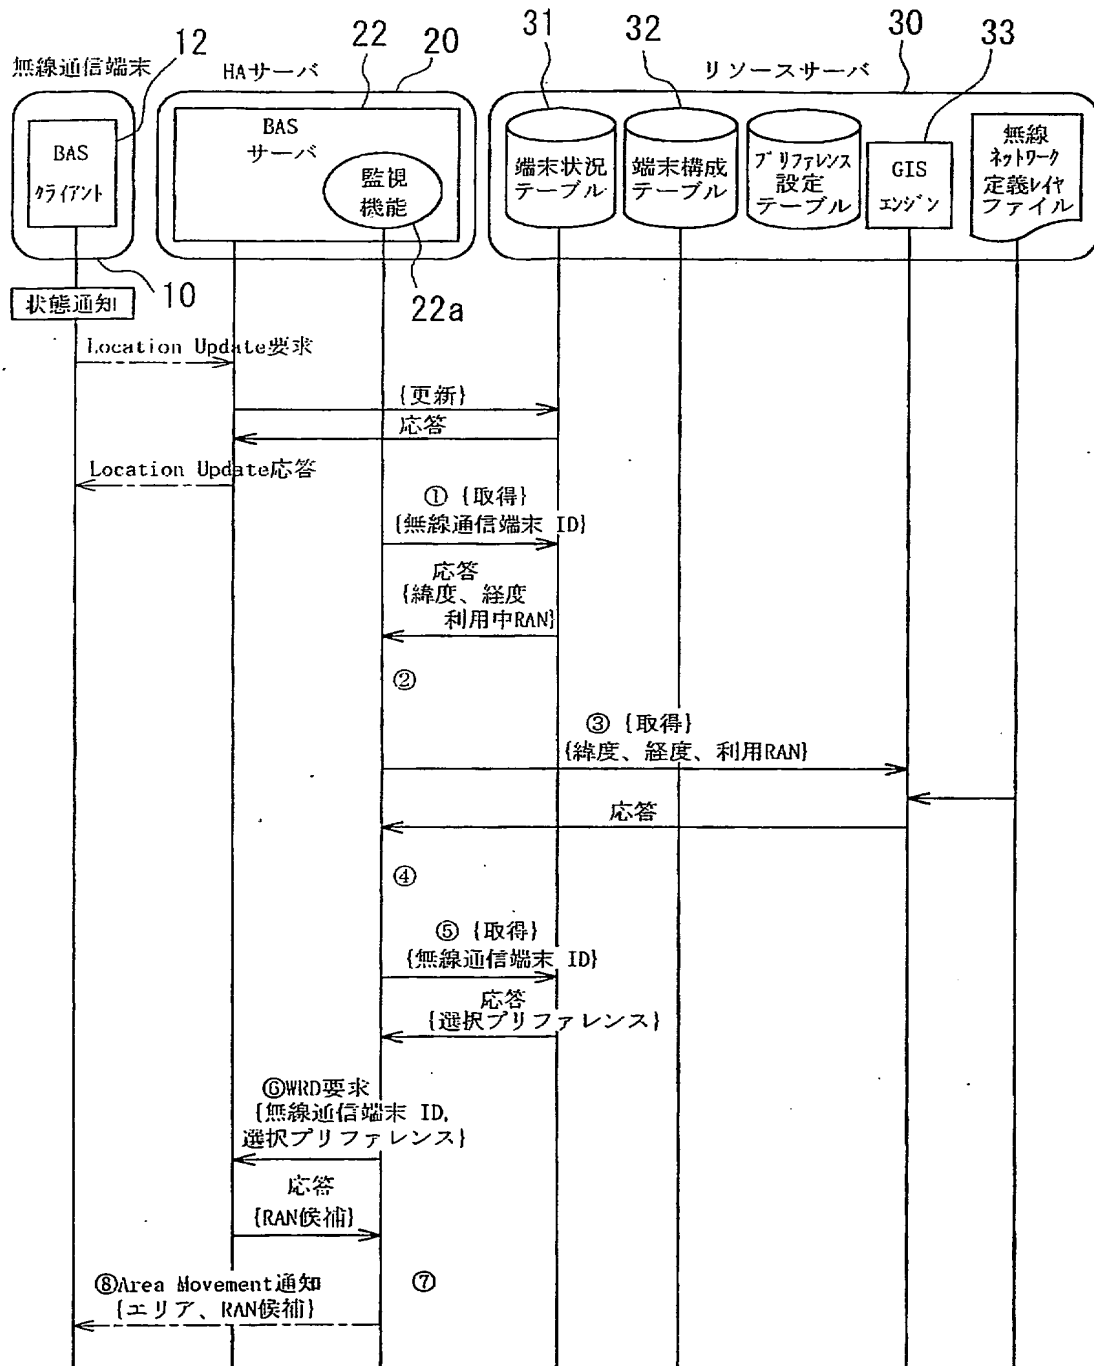 12
22
20
31
32
30
33
無線通信端末
HAサーバ
リソースサーバ
BAS
クライアント
BAS
サーバ
監視
機能
端末状況
テーブル
端末構成
テーブル
プリファレンス
設定
テーブル
GIS
エンジン
無線
ネットワーク
定義レイヤ
ファイル
10
22a
状態通知
Location Update要求
{更新}
応答
Location Update応答
① {取得}
{無線通信端末 ID}
応答
{緯度、経度
利用中RAN}
②
③ {取得}
{緯度、経度、利用RAN}
応答
④
⑤ {取得}
{無線通信端末 ID}
応答
{選択プリファレンス}
⑥WRD要求
{無線通信端末 ID,
選択プリファレンス}
応答
{RAN候補}
⑦
⑧Area Movement通知
{エリア、RAN候補}